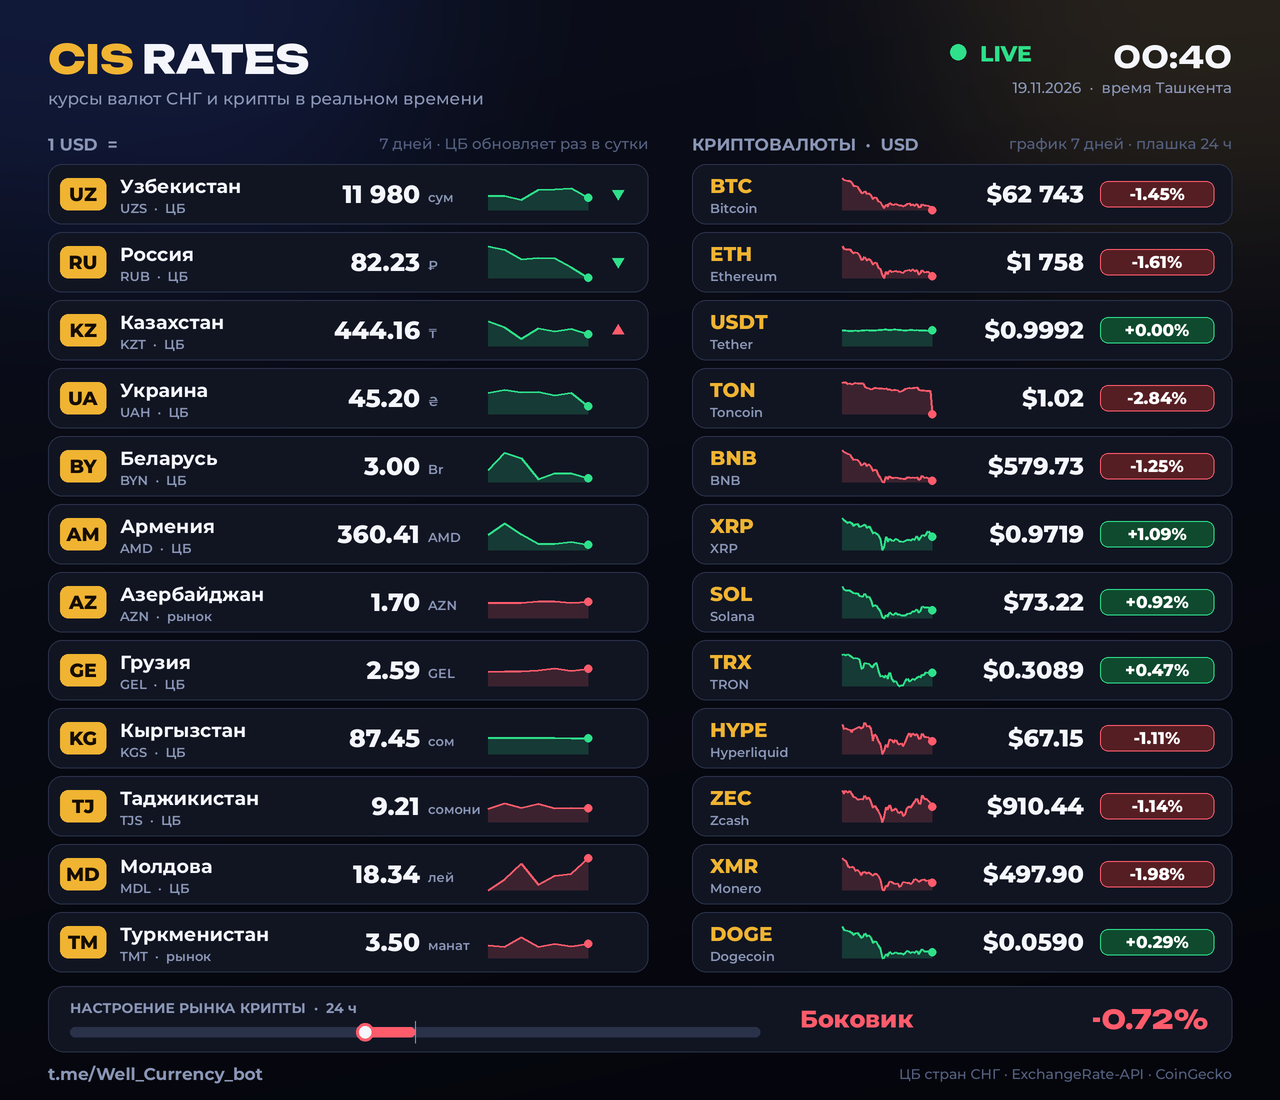 CIS RATES
курсы валют СНГ и крипты в реальном времени
LIVE 00:40
19.11.2026 · время Ташкента
1 USD =
7 дней · ЦБ обновляет раз в сутки
UZ Узбекистан 11 980 сум
UZS · ЦБ
RU Россия 82.23 ₽
RUB · ЦБ
KZ Казахстан 444.16 ₸
KZT · ЦБ
UA Украина 45.20 ₴
UAH · ЦБ
BY Беларусь 3.00 Br
BYN · ЦБ
AM Армения 360.41 AMD
AMD · ЦБ
AZ Азербайджан 1.70 AZN
AZN · рынок
GE Грузия 2.59 GEL
GEL · ЦБ
KG Кыргызстан 87.45 сом
KGS · ЦБ
TJ Таджикистан 9.21 сомони
TJS · ЦБ
MD Молдова 18.34 лей
MDL · ЦБ
TM Туркменистан 3.50 манат
TMT · рынок
КРИПТОВАЛЮТЫ · USD
график 7 дней · плашка 24 ч
BTC $62 743 -1.45%
Bitcoin
ETH $1 758 -1.61%
Ethereum
USDT $0.9992 +0.00%
Tether
TON $1.02 -2.84%
Toncoin
BNB $579.73 -1.25%
BNB
XRP $0.9719 +1.09%
XRP
SOL $73.22 +0.92%
Solana
TRX $0.3089 +0.47%
TRON
HYPE $67.15 -1.11%
Hyperliquid
ZEC $910.44 -1.14%
Zcash
XMR $497.90 -1.98%
Monero
DOGE $0.0590 +0.29%
Dogecoin
НАСТРОЕНИЕ РЫНКА КРИПТЫ · 24 ч
Боковик -0.72%
t.me/Well_Currency_bot
ЦБ стран СНГ · ExchangeRate-API · CoinGecko